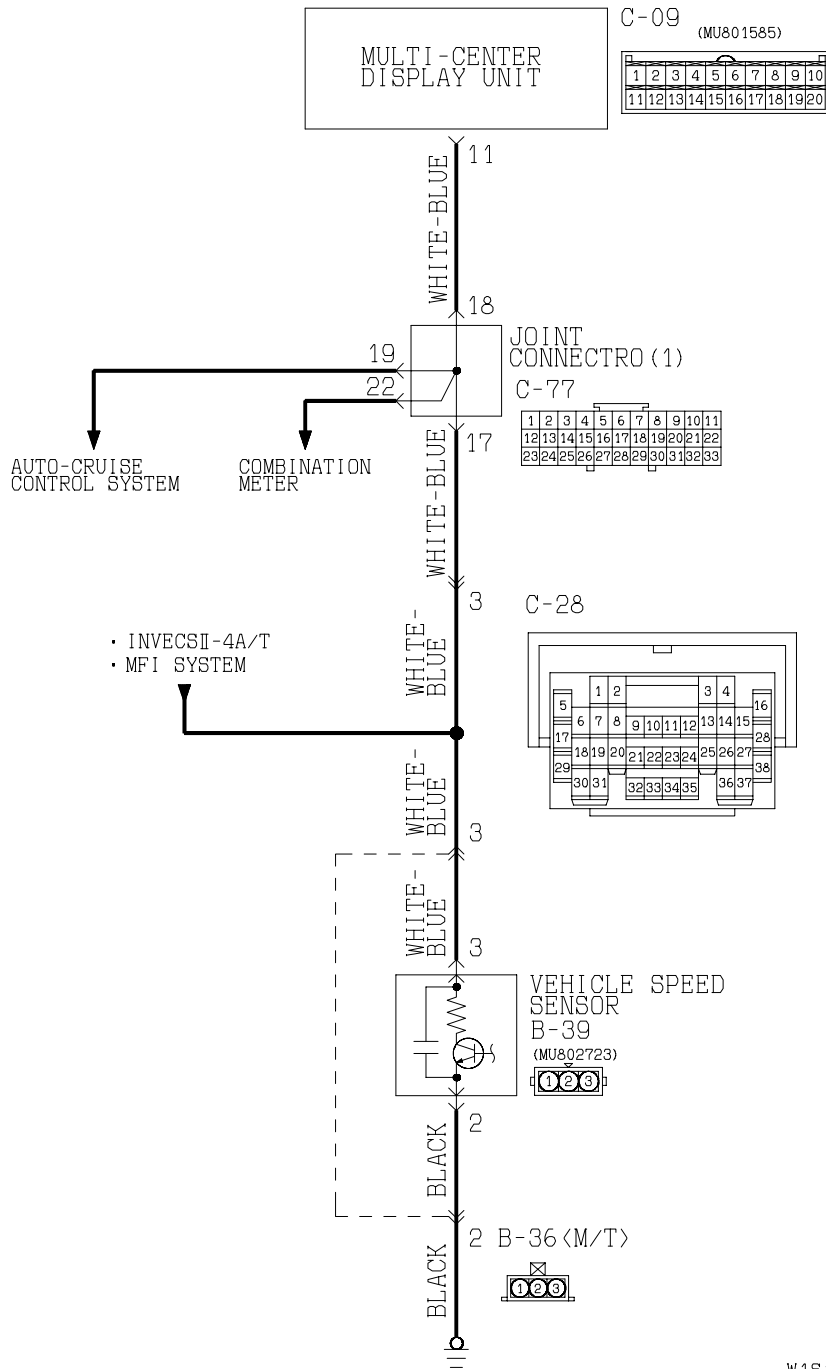 C-09
(MU801585)
MULTI-CENTER
DISPLAY UNIT
1 2 3 4 5 6 7 8 9 10
11 12 13 14 15 16 17 18 19 20
11
WHITE-BLUE
18
JOINT
CONNECTRO (1)
19
22
C-77
1 2 3 4 5 6 7 8 9 10 11
12 13 14 15 16 17 18 19 20 21 22
23 24 25 26 27 28 29 30 31 32 33
17
AUTO-CRUISE
CONTROL SYSTEM
COMBINATION
METER
WHITE-BLUE
3
C-28
WHITE-
BLUE
· INVECSⅡ-4A/T
· MFI SYSTEM
1 2 3 4
5 16
6 7 8 9 10 11 12 13 14 15
17 28
18 19 20 21 22 23 24 25 26 27
29 38
30 31 32 33 34 35 36 37
WHITE-
BLUE
3
WHITE-
BLUE
3
VEHICLE SPEED
SENSOR
B-39
(MU802723)
1 2 3
2
BLACK
2 B-36<M/T>
BLACK
1 2 3